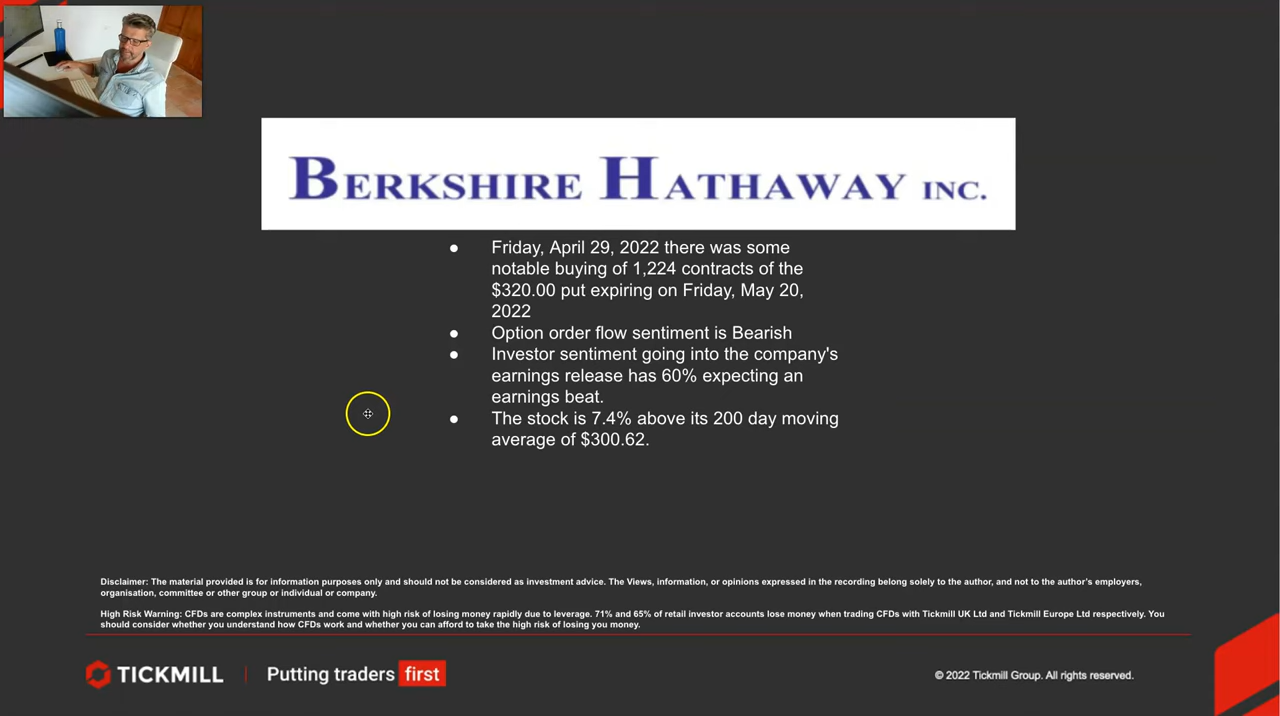 BERKSHIRE HATHAWAY INC.
● Friday, April 29, 2022 there was some
notable buying of 1,224 contracts of the
$320.00 put expiring on Friday, May 20,
2022
● Option order flow sentiment is Bearish
● Investor sentiment going into the company's
earnings release has 60% expecting an
earnings beat.
● The stock is 7.4% above its 200 day moving
average of $300.62.
Disclaimer: The material provided is for information purposes only and should not be considered as investment advice. The Views, information, or opinions expressed in the recording belong solely to the author, and not to the author's employers,
organisation, committee or other group or individual or company.
High Risk Warning: CFDs are complex instruments and come with high risk of losing money rapidly due to leverage. 71% and 65% of retail investor accounts lose money when trading CFDs with Tickmill UK Ltd and Tickmill Europe Ltd respectively. You
should consider whether you understand how CFDs work and whether you can afford to take the high risk of losing you money.
TICKMILL | Putting traders first
© 2022 Tickmill Group. All rights reserved.